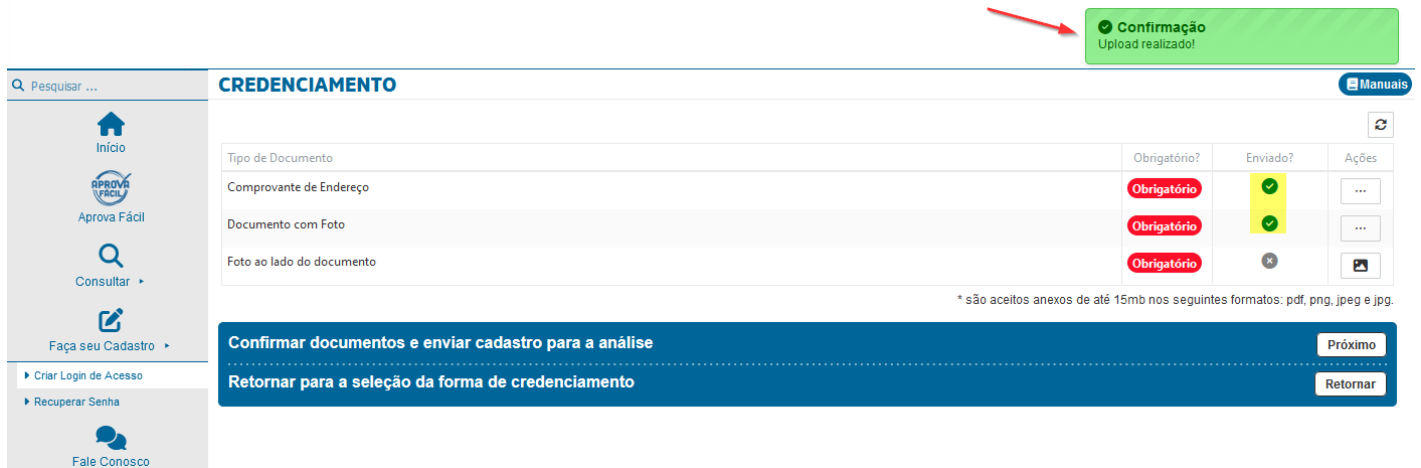 Confirmação
Upload realizado!
Pesquisar ...
CREDENCIAMENTO
Manuais
Início
APROVA
FÁCIL
Aprova Fácil
Consultar
Faça seu Cadastro
Criar Login de Acesso
Recuperar Senha
Fale Conosco
Tipo de Documento Obrigatório? Enviado? Ações
Comprovante de Endereço Obrigatório ...
Documento com Foto Obrigatório ...
Foto ao lado do documento Obrigatório
* são aceitos anexos de até 15mb nos seguintes formatos: pdf, png, jpeg e jpg.
Confirmar documentos e enviar cadastro para a análise Próximo
Retornar para a seleção da forma de credenciamento Retornar